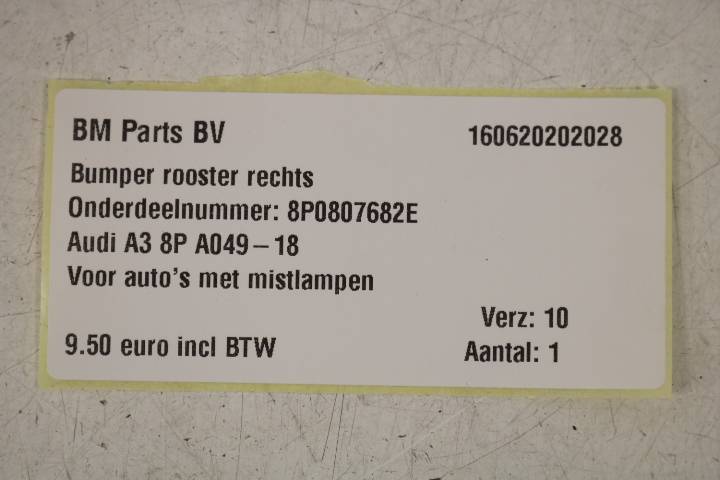 BM Parts BV 160620202028
Bumper rooster rechts
Onderdeelnummer: 8P0807682E
Audi A3 8P A049-18
Voor auto's met mistlampen
Verz: 10
9.50 euro incl BTW Aantal: 1